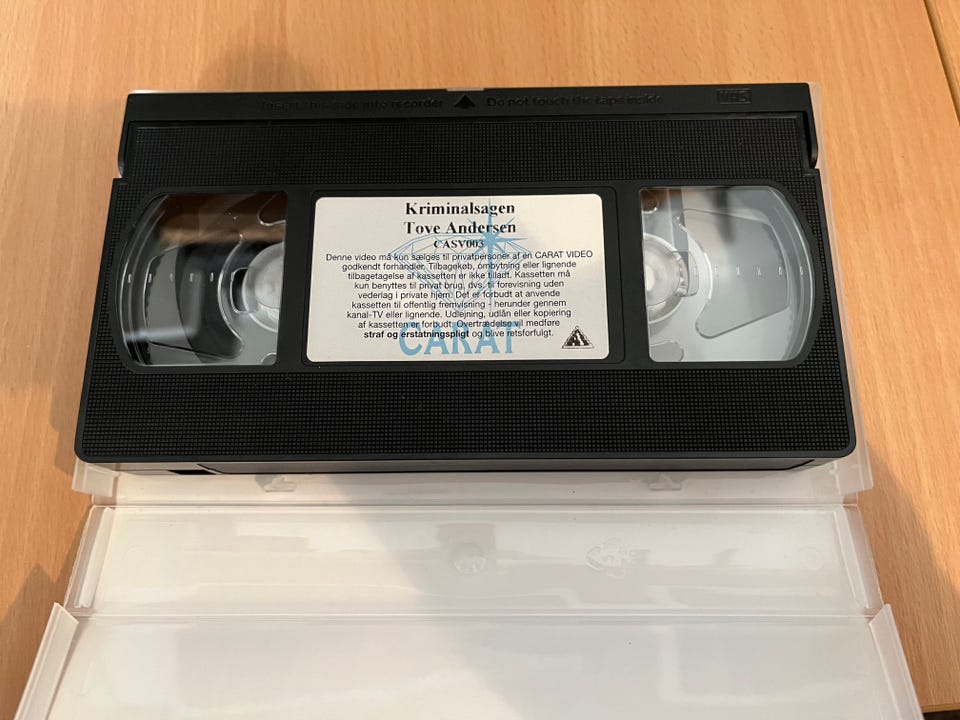 Insert this side into recorder Do not touch the tape inside VHS
Kriminalsagen
Tove Andersen
CASV003
Denne video må kun sælges til privatpersoner af en CARAT VIDEO
godkendt forhandler. Tilbagekøb, ombytning eller lignende
tilbagetagelse af kassetten er ikke tilladt. Kassetten må
kun benyttes til privat brug, dvs. til forevisning uden
vederlag i private hjem. Det er forbudt at anvende
kassetten til offentlig fremvisning - herunder gennem
kanal-TV eller lignende. Udlejning, udlån eller kopiering
af kassetten er forbudt. Overtrædelse vil medføre
straf og erstatningspligt og blive retsforfulgt.
CARAT
A